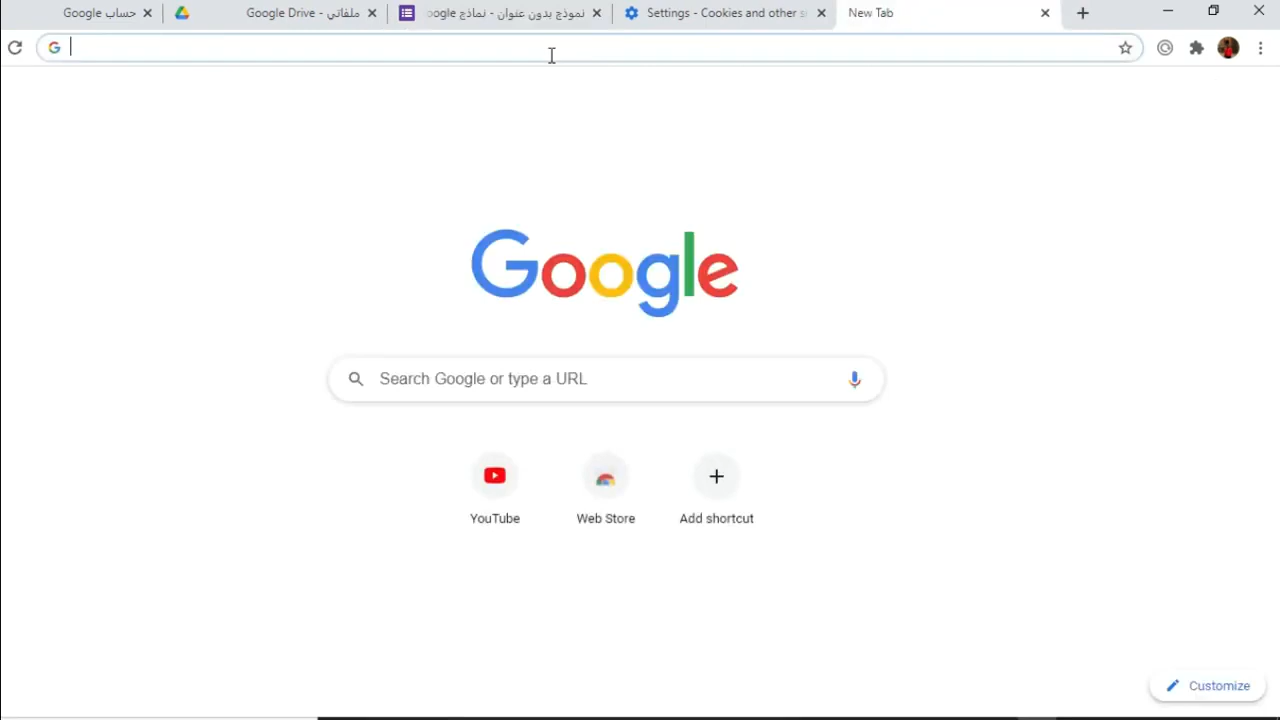 حساب Google
ملفاتي - Google Drive
نموذج بدون عنوان - نماذج oogle
Settings - Cookies and other s
New Tab
Google
Search Google or type a URL
YouTube
Web Store
Add shortcut
Customize